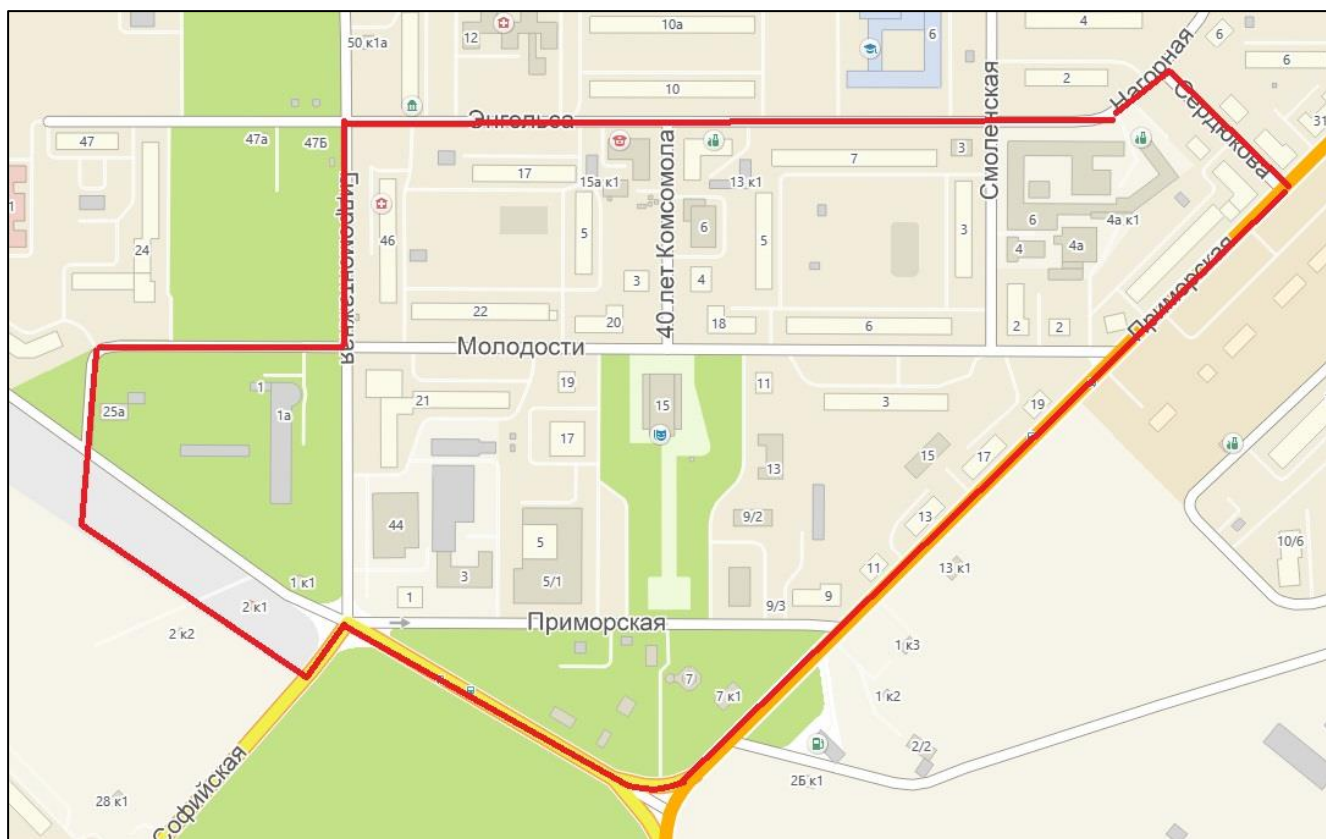 10а
4
6
12
50 к1а
6
Нагорная
2
6
10
Смоленская
Энгельса
Сердюкова
31
47
47а
47Б
3
7
17
15а к1
13 к1
40 лет Комсомола
Гидрометчиков
46
24
5
6
5
3
6
4а к1
4
4а
3
4
Приморская
22
20
18
6
2
2
Молодости
19
11
1
21
3
25а
1а
15
19
17
17
15
13
44
9/2
13
10/6
5
3
5/1
11
13 к1
1 к1
1
9
2 к1
9/3
Приморская
2 к2
1 к3
7
7 к1
1 к2
2/2
Софийская
28 к1
2Б к1